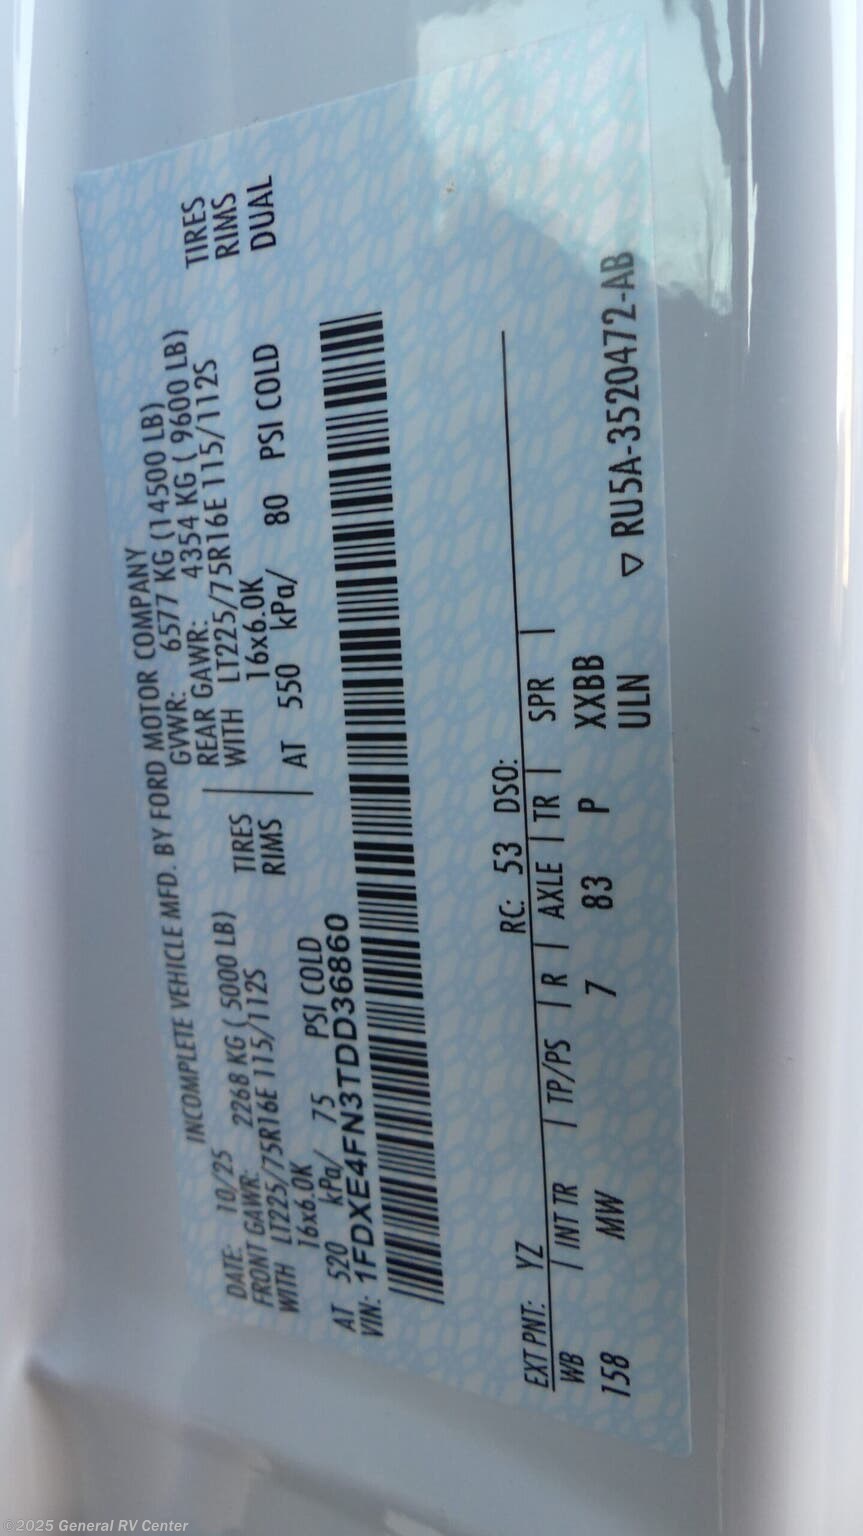 INCOMPLETE VEHICLE MFD. BY FORD MOTOR COMPANY
DATE: 10/25 GVWR: 6577 KG (14500 LB)
FRONT GAWR: 2268 KG ( 5000 LB) REAR GAWR: 4354 KG ( 9600 LB)
WITH LT225/75R16E 115/112S TIRES WITH LT225/75R16E 115/112S TIRES
16x6.0K RIMS 16x6.0K RIMS
AT 520 kPa/ 75 PSI COLD AT 550 kPa/ 80 PSI COLD DUAL
VIN: 1FDXE4FN3TDD36860
EXT PNT: YZ RC: 53 DSO:
WB | INT TR | TP/PS | R | AXLE | TR | SPR |
158 MW 7 83 P XXBB
ULN
▽ RU5A-3520472-AB
©2025 General RV Center